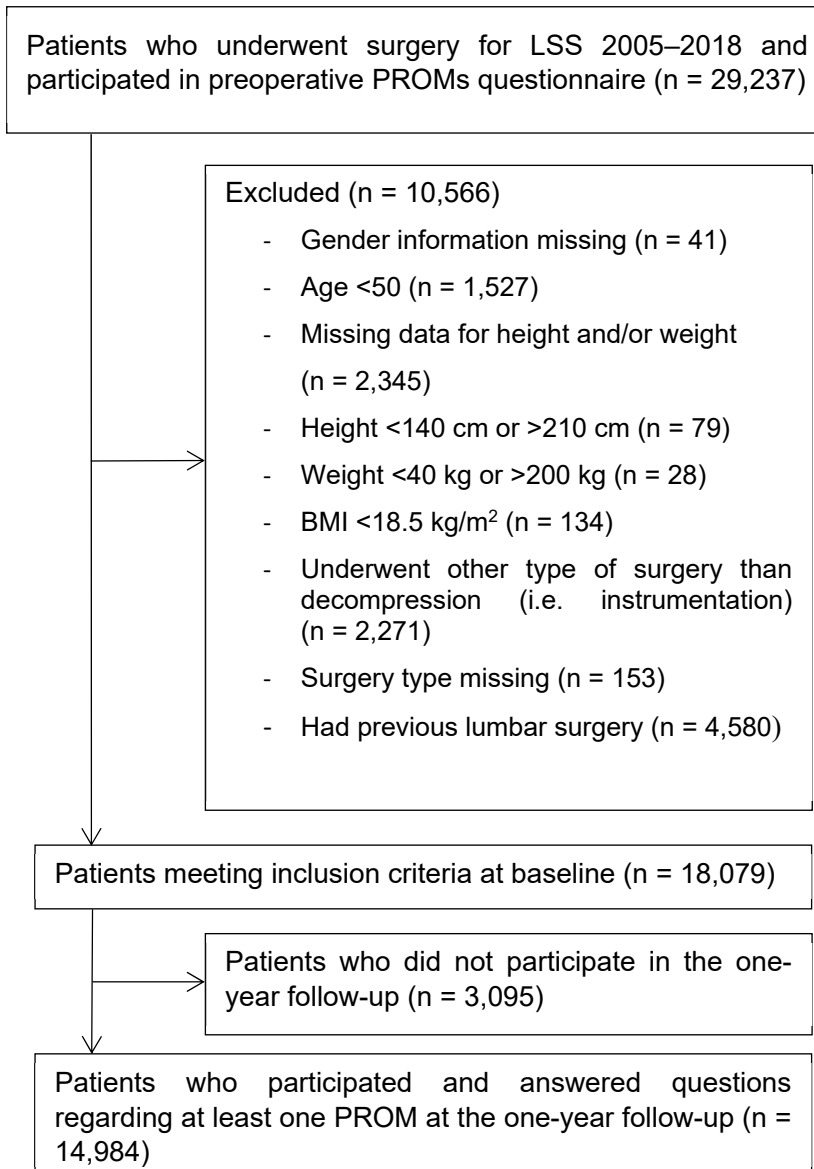 Patients who underwent surgery for LSS 2005–2018 and
participated in preoperative PROMs questionnaire (n = 29,237)
Excluded (n = 10,566)
- Gender information missing (n = 41)
- Age <50 (n = 1,527)
- Missing data for height and/or weight
(n = 2,345)
- Height <140 cm or >210 cm (n = 79)
- Weight <40 kg or >200 kg (n = 28)
- BMI <18.5 kg/m² (n = 134)
- Underwent other type of surgery than
decompression (i.e. instrumentation)
(n = 2,271)
- Surgery type missing (n = 153)
- Had previous lumbar surgery (n = 4,580)
Patients meeting inclusion criteria at baseline (n = 18,079)
Patients who did not participate in the one-
year follow-up (n = 3,095)
Patients who participated and answered questions
regarding at least one PROM at the one-year follow-up (n =
14,984)